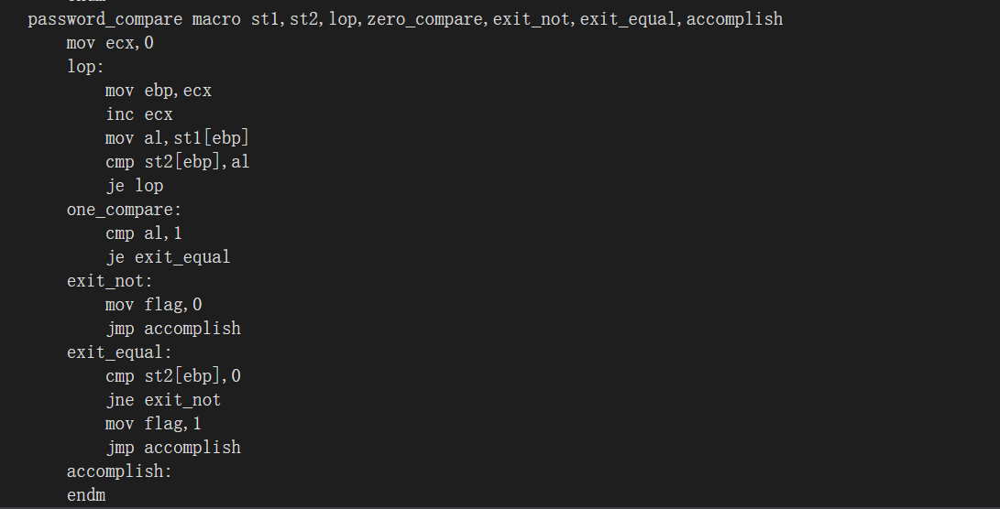 endm
password_compare macro st1,st2,lop,zero_compare,exit_not,exit_equal,accomplish
mov ecx,0
lop:
mov ebp,ecx
inc ecx
mov al,st1[ebp]
cmp st2[ebp],al
je lop
one_compare:
cmp al,1
je exit_equal
exit_not:
mov flag,0
jmp accomplish
exit_equal:
cmp st2[ebp],0
jne exit_not
mov flag,1
jmp accomplish
accomplish:
endm